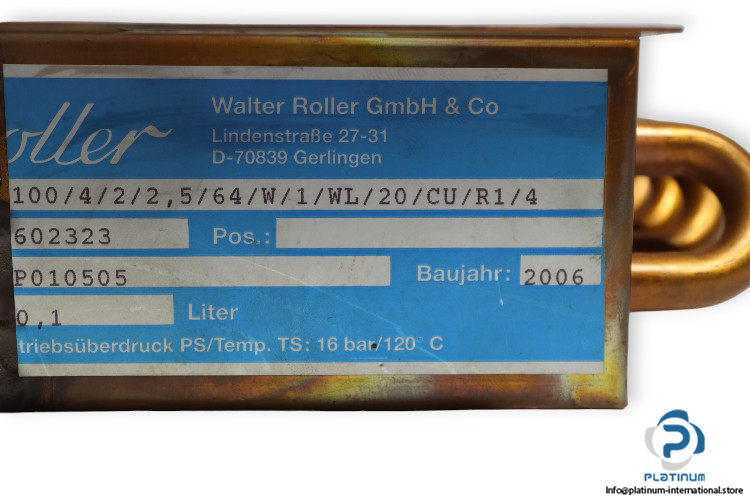 oller
Walter Roller GmbH & Co
Lindenstraße 27-31
D-70839 Gerlingen
100/4/2/2,5/64/W/1/WL/20/CU/R1/4
602323 Pos.:
P010505 Baujahr: 2006
0,1 Liter
triebsüberdruck PS/Temp. TS: 16 bar/120° C
PLATINUM
Info@platinum-international.store